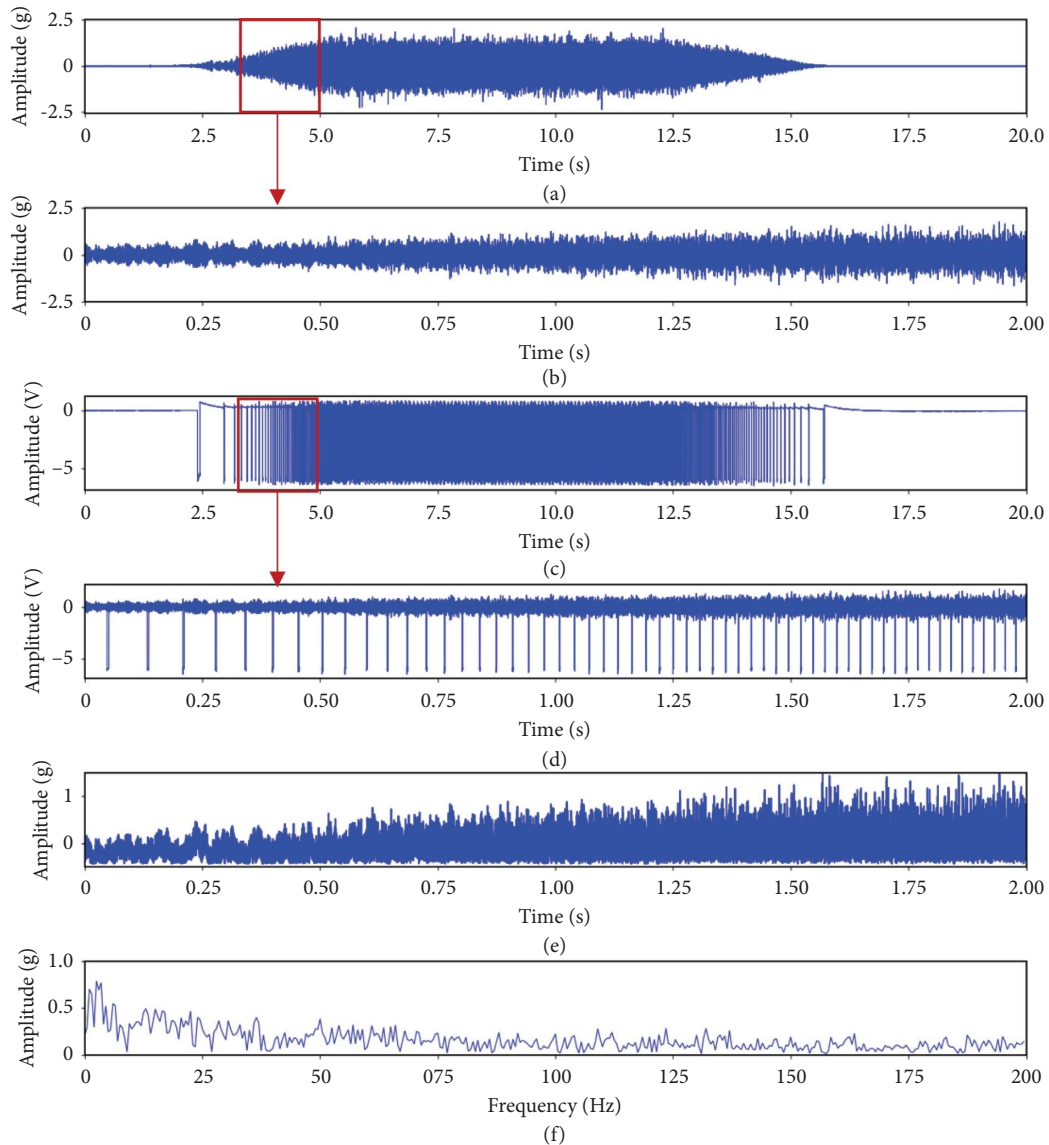 Amplitude (g)
2.5
0
-2.5
0 2.5 5.0 7.5 10.0 12.5 15.0 17.5 20.0
Time (s)
(a)
Amplitude (g)
2.5
0
-2.5
0 0.25 0.50 0.75 1.00 1.25 1.50 1.75 2.00
Time (s)
(b)
Amplitude (V)
0
−5
0 2.5 5.0 7.5 10.0 12.5 15.0 17.5 20.0
Time (s)
(c)
Amplitude (V)
0
−5
0 0.25 0.50 0.75 1.00 1.25 1.50 1.75 2.00
Time (s)
(d)
Amplitude (g)
1
0
0 0.25 0.50 0.75 1.00 1.25 1.50 1.75 2.00
Time (s)
(e)
Amplitude (g)
1.0
0.5
0
0 25 50 075 100 125 150 175 200
Frequency (Hz)
(f)